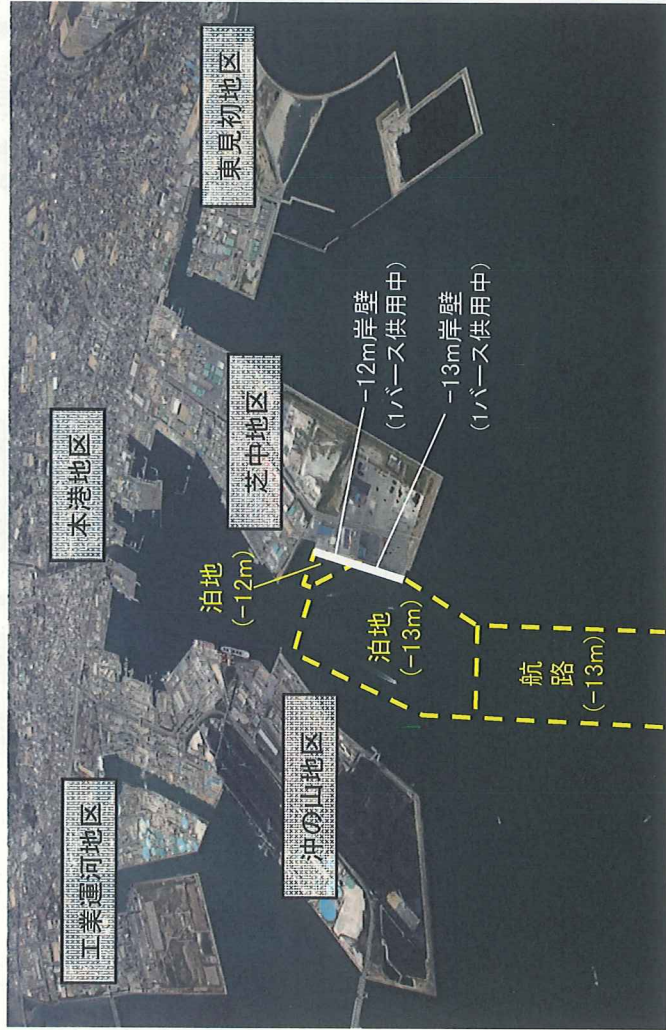 工業運河地区
本港地区
東見初地区
芝中地区
沖の山地区
泊地
(-12m)
泊地
(-13m)
航
路
(-13m)
-12m岸壁
(1バース供用中)
-13m岸壁
(1バース供用中)